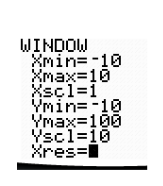 WINDOW
Xmin=-10
Xmax=10
Xscl=1
Ymin=-10
Ymax=100
Yscl=10
Xres=